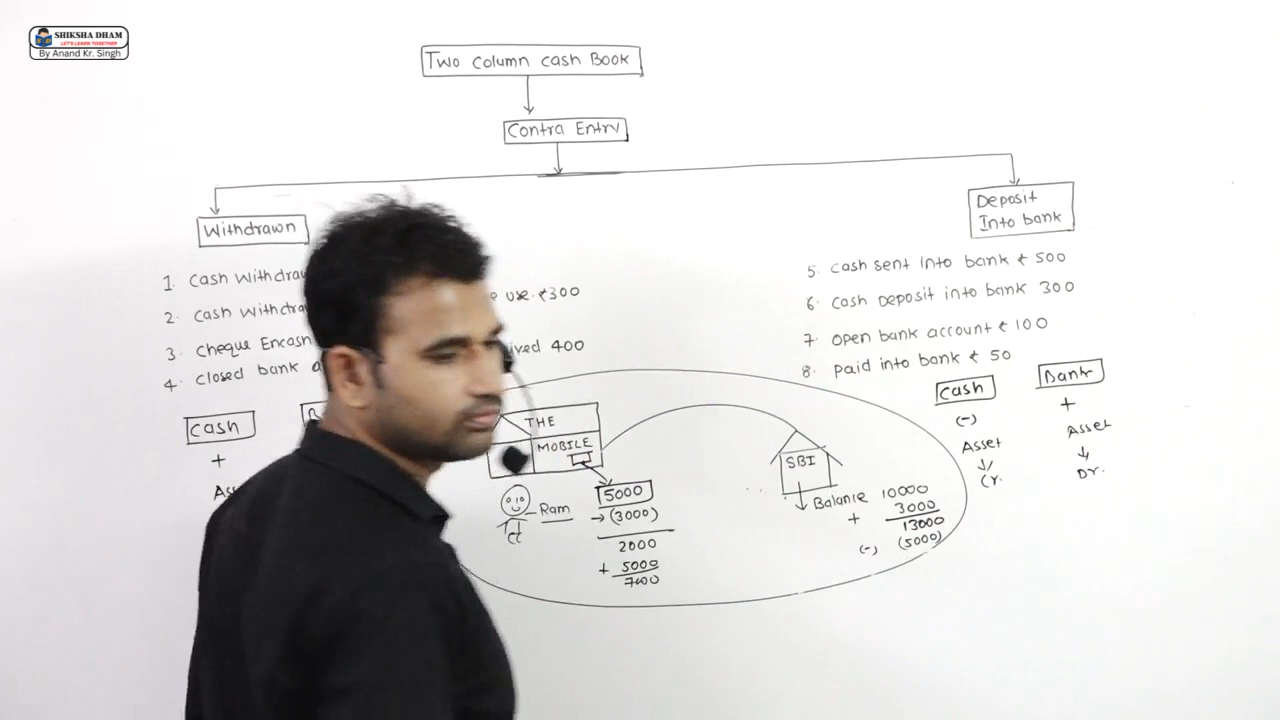 SHIKSHA DHAM
LET'S LEARN TOGETHER
By Anand Kr. Singh
Two column cash Book
Contra Entry
Withdrawn
Deposit
Into bank
1. Cash Withdraw
2. Cash Withdra
use ₹300
3. Cheque Encash
ived 400
4. Closed bank a
5. Cash sent into bank ₹ 500
6. Cash Deposit into bank 300
7. Open bank account ₹ 100
8. paid into bank ₹ 50
Cash
+
Cash
(-)
Asset
Cr.
Bank
+
Asset
Dr.
THE
MOBILE
Ram
5000
(3000)
2000
+ 5000
7000
SBI
Balance 10000
+ 3000
13000
(-) (5000)